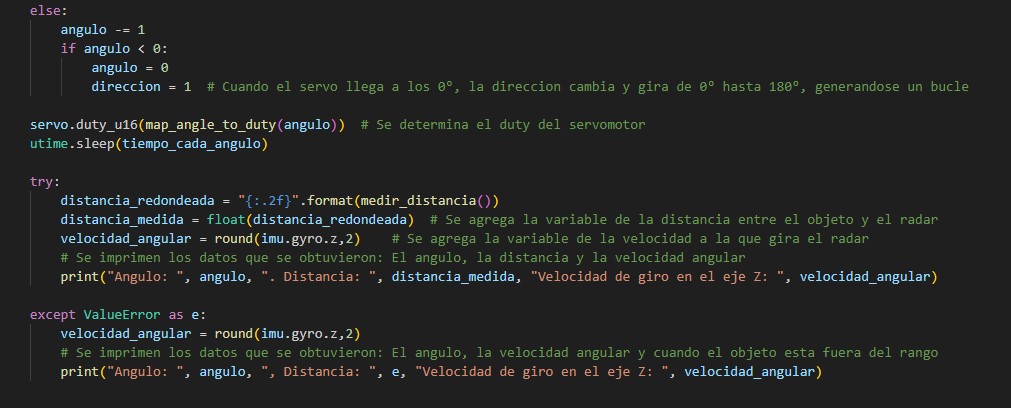 else:
angulo -= 1
if angulo < 0:
angulo = 0
direccion = 1  # Cuando el servo llega a los 0º, la direccion cambia y gira de 0º hasta 180º, generandose un bucle
servo.duty_u16(map_angle_to_duty(angulo))  # Se determina el duty del servomotor
utime.sleep(tiempo_cada_angulo)
try:
distancia_redondeada = "{:.2f}".format(medir_distancia())
distancia_medida = float(distancia_redondeada)  # Se agrega la variable de la distancia entre el objeto y el radar
velocidad_angular = round(imu.gyro.z,2)    # Se agrega la variable de la velocidad a la que gira el radar
# Se imprimen los datos que se obtuvieron: El angulo, la distancia y la velocidad angular
print("Angulo: ", angulo, ". Distancia: ", distancia_medida, "Velocidad de giro en el eje Z: ", velocidad_angular)
except ValueError as e:
velocidad_angular = round(imu.gyro.z,2)
# Se imprimen los datos que se obtuvieron: El angulo, la velocidad angular y cuando el objeto esta fuera del rango
print("Angulo: ", angulo, ", Distancia: ", e, "Velocidad de giro en el eje Z: ", velocidad_angular)